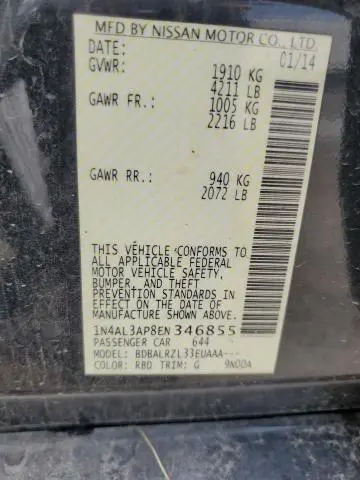 MFD BY NISSAN MOTOR CO., LTD.
DATE: 01/14
GVWR: 1910 KG
4211 LB
GAWR FR.: 1005 KG
2216 LB
GAWR RR.: 940 KG
2072 LB
THIS VEHICLE CONFORMS TO
ALL APPLICABLE FEDERAL
MOTOR VEHICLE SAFETY,
BUMPER, AND THEFT
PREVENTION STANDARDS IN
EFFECT ON THE DATE OF
MANUFACTURE SHOWN ABOVE.
1N4AL3AP8EN346855
PASSENGER CAR 644
MODEL: BDBALRZL33EUAAA---
COLOR: RBD TRIM: G 9N00A